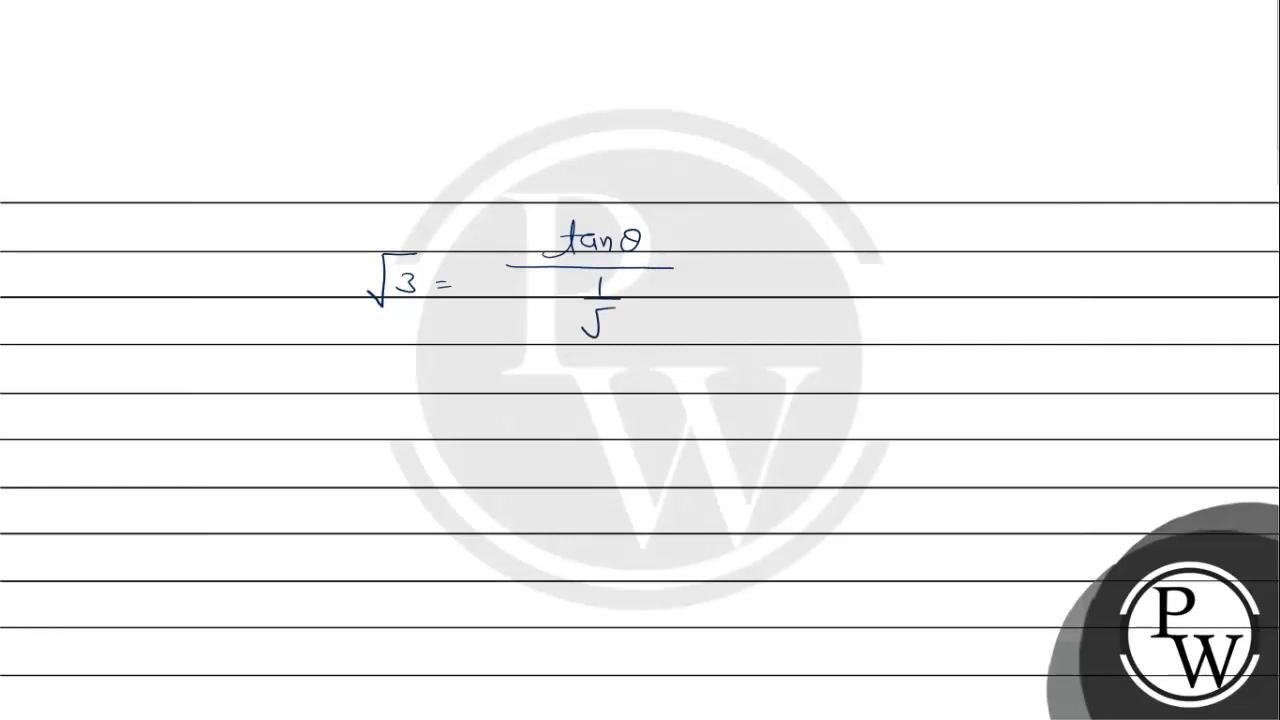 √3 = tanθ / (1/√)
P
W
P
W